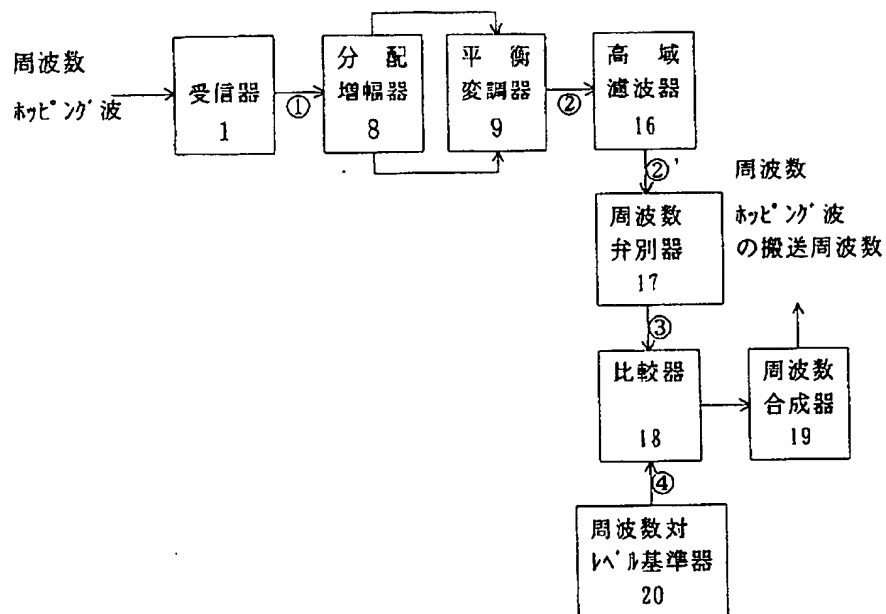 周波数
ホッピング波
受信器
1
①
分配
増幅器
8
平衡
変調器
9
②
高域
濾波器
16
②'
周波数
弁別器
17
周波数
ホッピング波
の搬送周波数
③
比較器
18
周波数
合成器
19
④
周波数対
レベル基準器
20